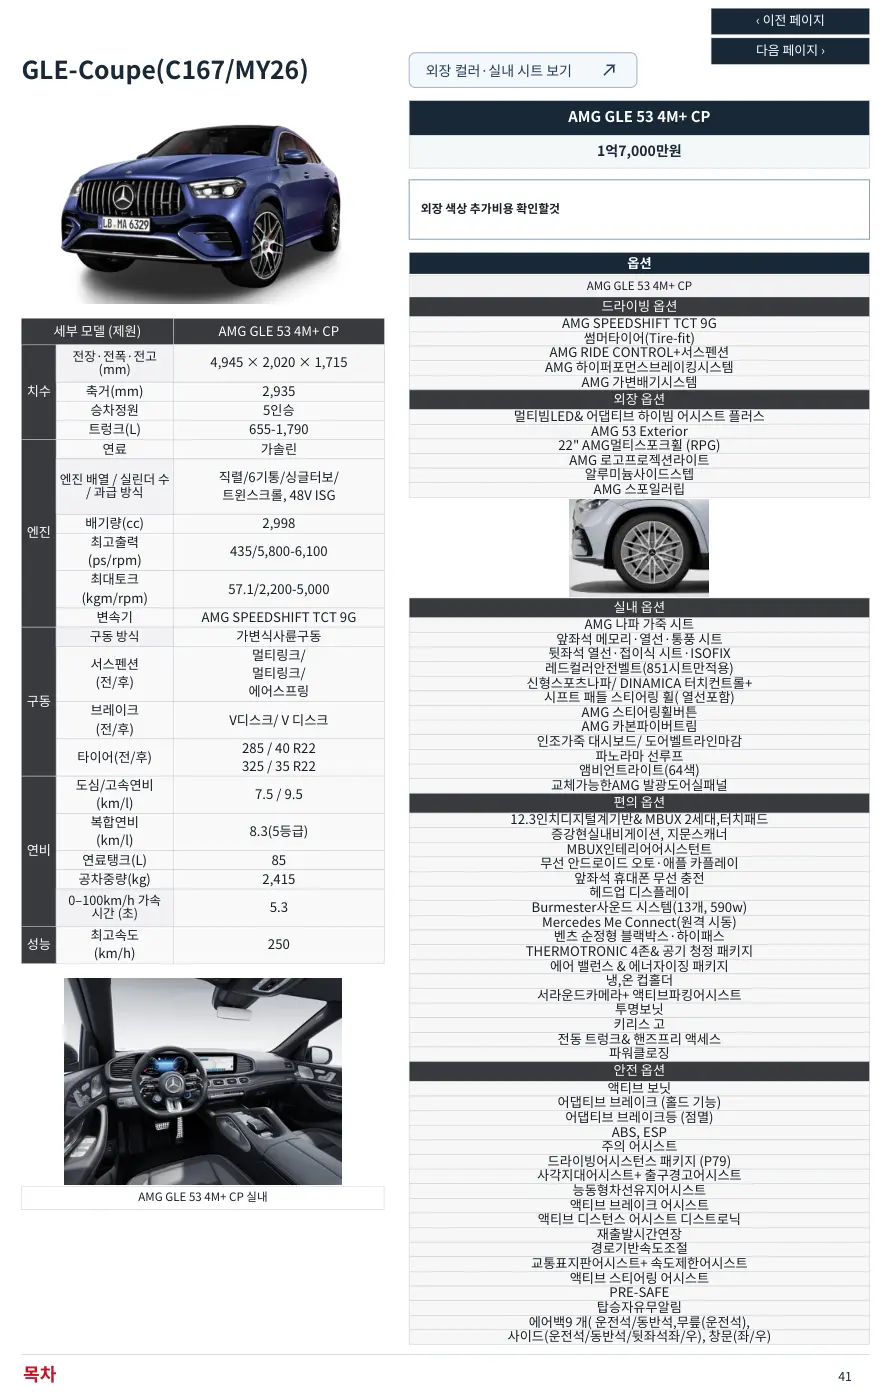 ‹ 이전 페이지
다음 페이지 ›
GLE-Coupe(C167/MY26)
외장 컬러·실내 시트 보기
LB·MA 6329
세부 모델 (제원) AMG GLE 53 4M+ CP
치수
전장·전폭·전고
(mm)
4,945 × 2,020 × 1,715
축거(mm) 2,935
승차정원 5인승
트렁크(L) 655-1,790
엔진
연료 가솔린
엔진 배열 / 실린더 수
/ 과급 방식
직렬/6기통/싱글터보/
트윈스크롤, 48V ISG
배기량(cc) 2,998
최고출력
(ps/rpm)
435/5,800-6,100
최대토크
(kgm/rpm)
57.1/2,200-5,000
변속기 AMG SPEEDSHIFT TCT 9G
구동
구동 방식 가변식사륜구동
서스펜션
(전/후)
멀티링크/
멀티링크/
에어스프링
브레이크
(전/후)
V디스크/ V 디스크
타이어(전/후)
285 / 40 R22
325 / 35 R22
연비
도심/고속연비
(km/l)
7.5 / 9.5
복합연비
(km/l)
8.3(5등급)
연료탱크(L) 85
공차중량(kg) 2,415
0–100km/h 가속
시간 (초)
5.3
성능
최고속도
(km/h)
250
AMG GLE 53 4M+ CP 실내
AMG GLE 53 4M+ CP
1억7,000만원
외장 색상 추가비용 확인할것
옵션
AMG GLE 53 4M+ CP
드라이빙 옵션
AMG SPEEDSHIFT TCT 9G
썸머타이어(Tire-fit)
AMG RIDE CONTROL+서스펜션
AMG 하이퍼포먼스브레이킹시스템
AMG 가변배기시스템
외장 옵션
멀티빔LED& 어댑티브 하이빔 어시스트 플러스
AMG 53 Exterior
22" AMG멀티스포크휠 (RPG)
AMG 로고프로젝션라이트
알루미늄사이드스텝
AMG 스포일러립
실내 옵션
AMG 나파 가죽 시트
앞좌석 메모리·열선·통풍 시트
뒷좌석 열선·접이식 시트·ISOFIX
레드컬러안전벨트(851시트만적용)
신형스포츠나파/ DINAMICA 터치컨트롤+
시프트 패들 스티어링 휠( 열선포함)
AMG 스티어링휠버튼
AMG 카본파이버트림
인조가죽 대시보드/ 도어벨트라인마감
파노라마 선루프
앰비언트라이트(64색)
교체가능한AMG 발광도어실패널
편의 옵션
12.3인치디지털계기반& MBUX 2세대,터치패드
증강현실내비게이션, 지문스캐너
MBUX인테리어어시스턴트
무선 안드로이드 오토·애플 카플레이
앞좌석 휴대폰 무선 충전
헤드업 디스플레이
Burmester사운드 시스템(13개, 590w)
Mercedes Me Connect(원격 시동)
벤츠 순정형 블랙박스·하이패스
THERMOTRONIC 4존& 공기 청정 패키지
에어 밸런스 & 에너자이징 패키지
냉,온 컵홀더
서라운드카메라+ 액티브파킹어시스트
투명보닛
키리스 고
전동 트렁크& 핸즈프리 액세스
파워클로징
안전 옵션
액티브 보닛
어댑티브 브레이크 (홀드 기능)
어댑티브 브레이크등 (점멸)
ABS, ESP
주의 어시스트
드라이빙어시스턴스 패키지 (P79)
사각지대어시스트+ 출구경고어시스트
능동형차선유지어시스트
액티브 브레이크 어시스트
액티브 디스턴스 어시스트 디스트로닉
재출발시간연장
경로기반속도조절
교통표지판어시스트+ 속도제한어시스트
액티브 스티어링 어시스트
PRE-SAFE
탑승자유무알림
에어백9 개( 운전석/동반석,무릎(운전석),
사이드(운전석/동반석/뒷좌석좌/우), 창문(좌/우)
목차
41